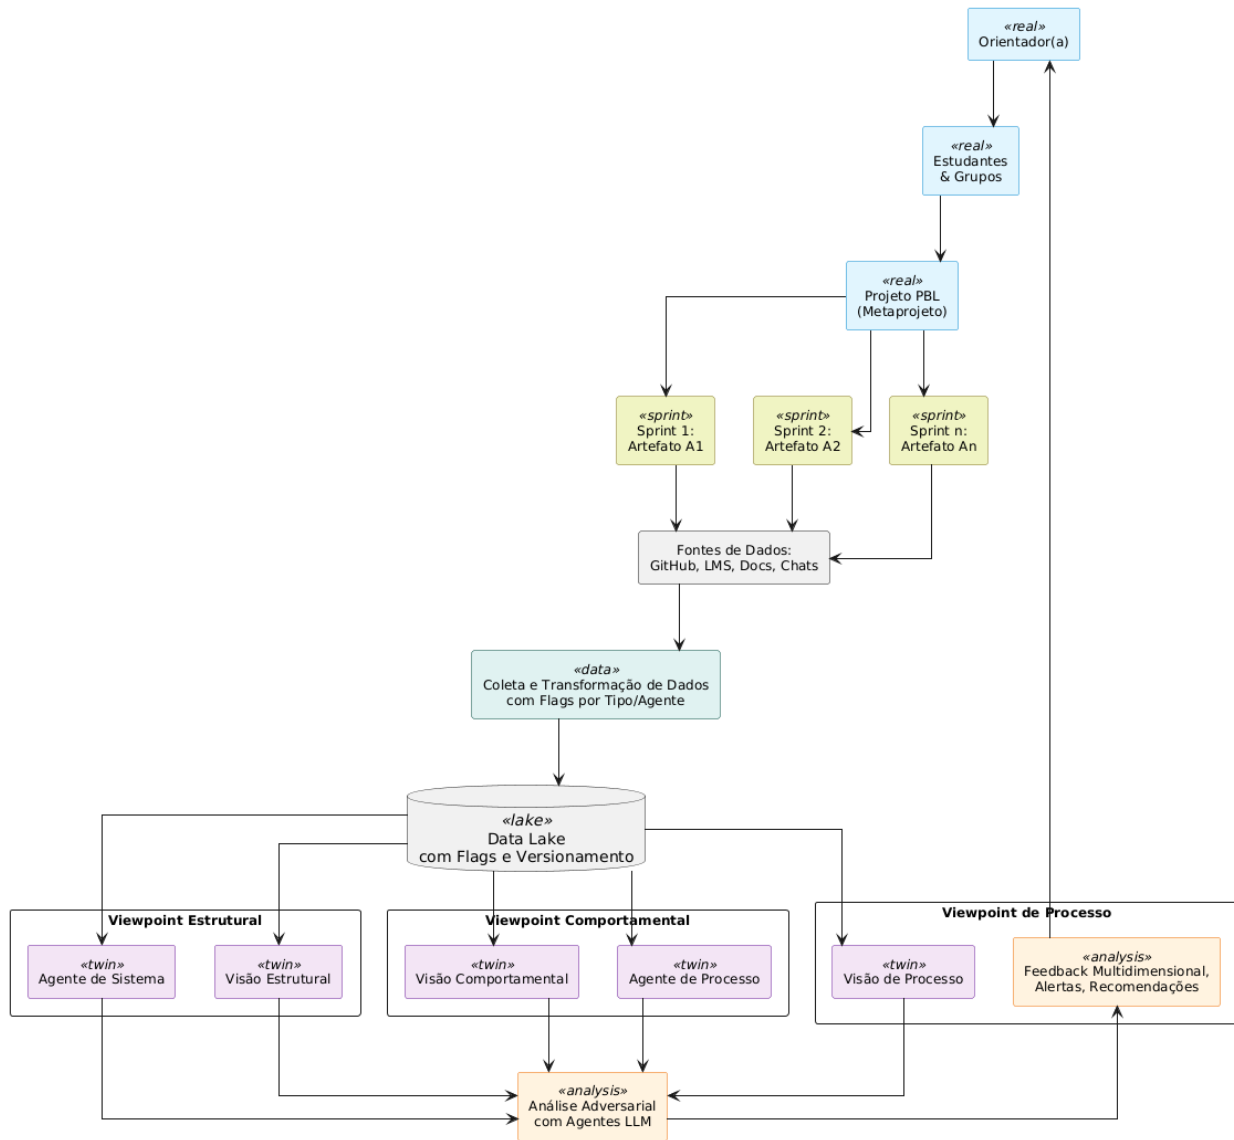 «real»
Orientador(a)
«real»
Estudantes
& Grupos
«real»
Projeto PBL
(Metaprojeto)
«sprint»
Sprint 1:
Artefato A1
«sprint»
Sprint 2:
Artefato A2
«sprint»
Sprint n:
Artefato An
Fontes de Dados:
GitHub, LMS, Docs, Chats
«data»
Coleta e Transformação de Dados
com Flags por Tipo/Agente
«lake»
Data Lake
com Flags e Versionamento
Viewpoint Estrutural
«twin»
Agente de Sistema
«twin»
Visão Estrutural
Viewpoint Comportamental
«twin»
Visão Comportamental
«twin»
Agente de Processo
Viewpoint de Processo
«twin»
Visão de Processo
«analysis»
Feedback Multidimensional,
Alertas, Recomendações
«analysis»
Análise Adversarial
com Agentes LLM